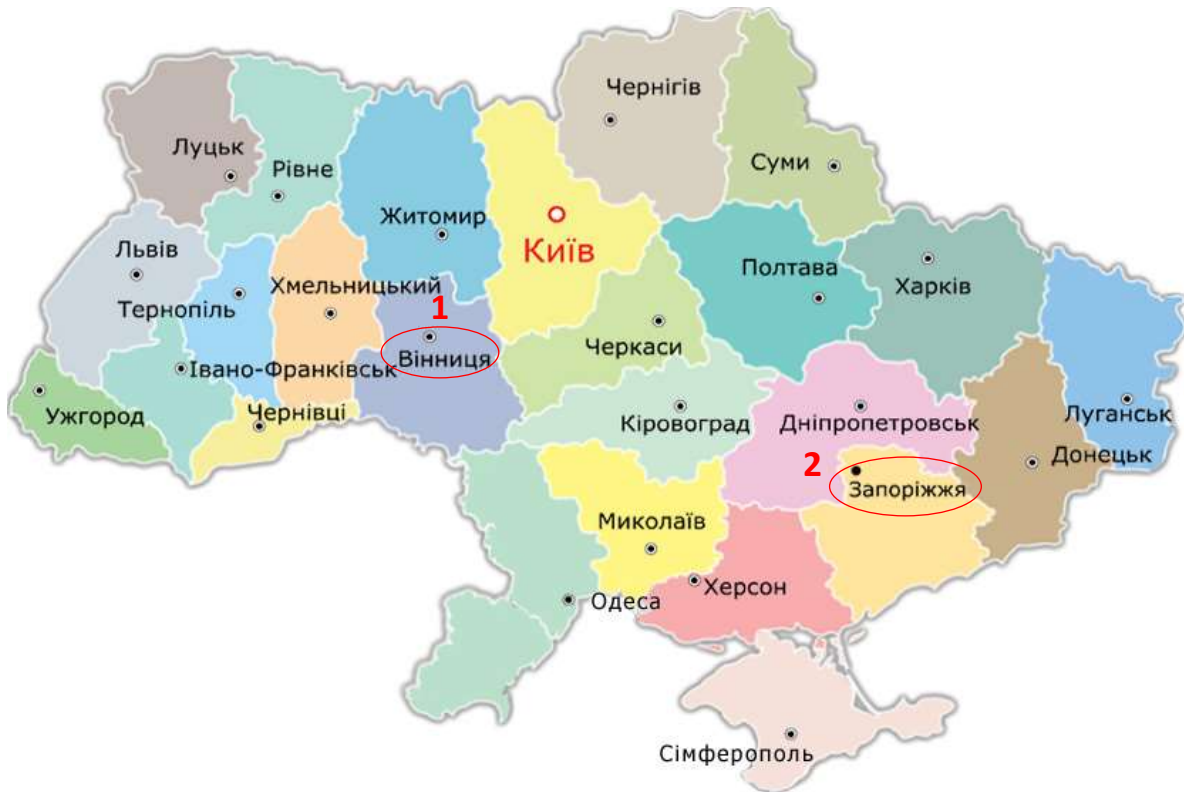 Чернігів
Луцьк
Рівне
Суми
Житомир
Київ
Львів
Полтава
Харків
Хмельницький
Тернопіль
1
Черкаси
Вінниця
Івано-Франківськ
Ужгород
Чернівці
Кіровоград
Дніпропетровськ
Луганськ
Донецьк
2
Запоріжжя
Миколаїв
Херсон
Одеса
Сімферополь